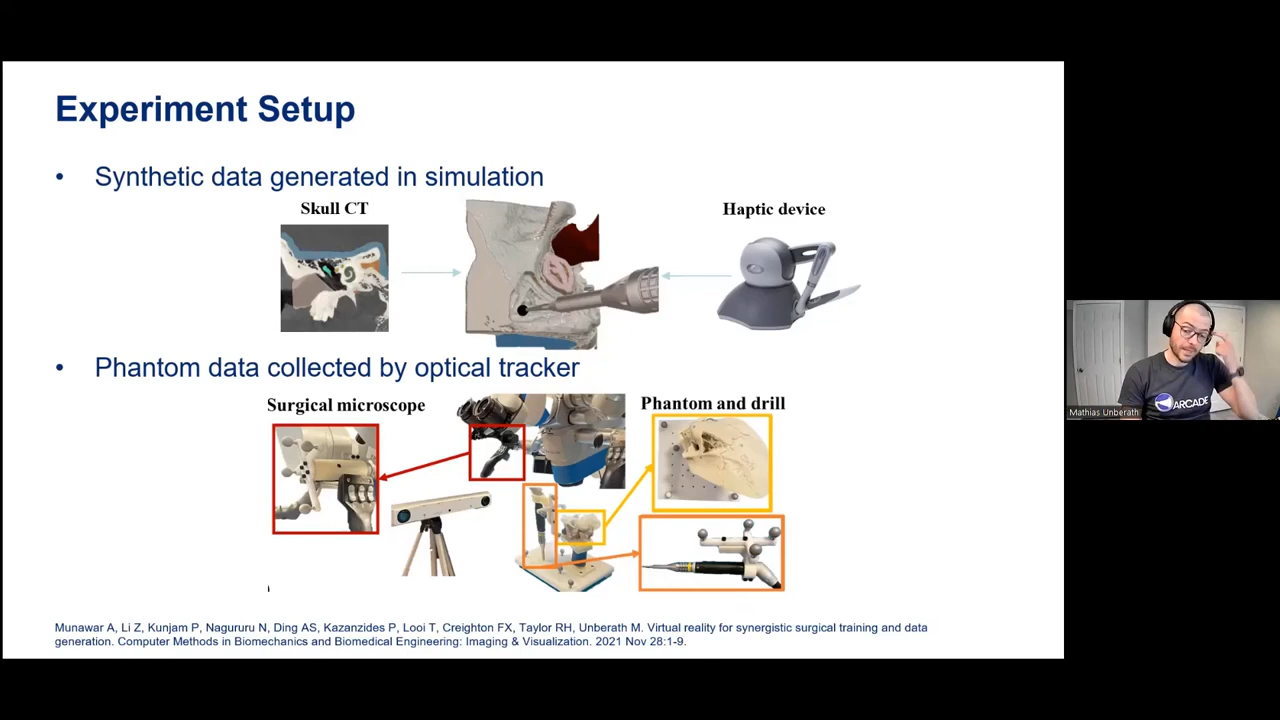 Experiment Setup
• Synthetic data generated in simulation
Skull CT
Haptic device
• Phantom data collected by optical tracker
Surgical microscope
Phantom and drill
Munawar A, Li Z, Kunjam P, Nagururu N, Ding AS, Kazanzides P, Looi T, Creighton FX, Taylor RH, Unberath M. Virtual reality for synergistic surgical training and data
generation. Computer Methods in Biomechanics and Biomedical Engineering: Imaging & Visualization. 2021 Nov 28:1-9.
ARCADE
Mathias Unberath